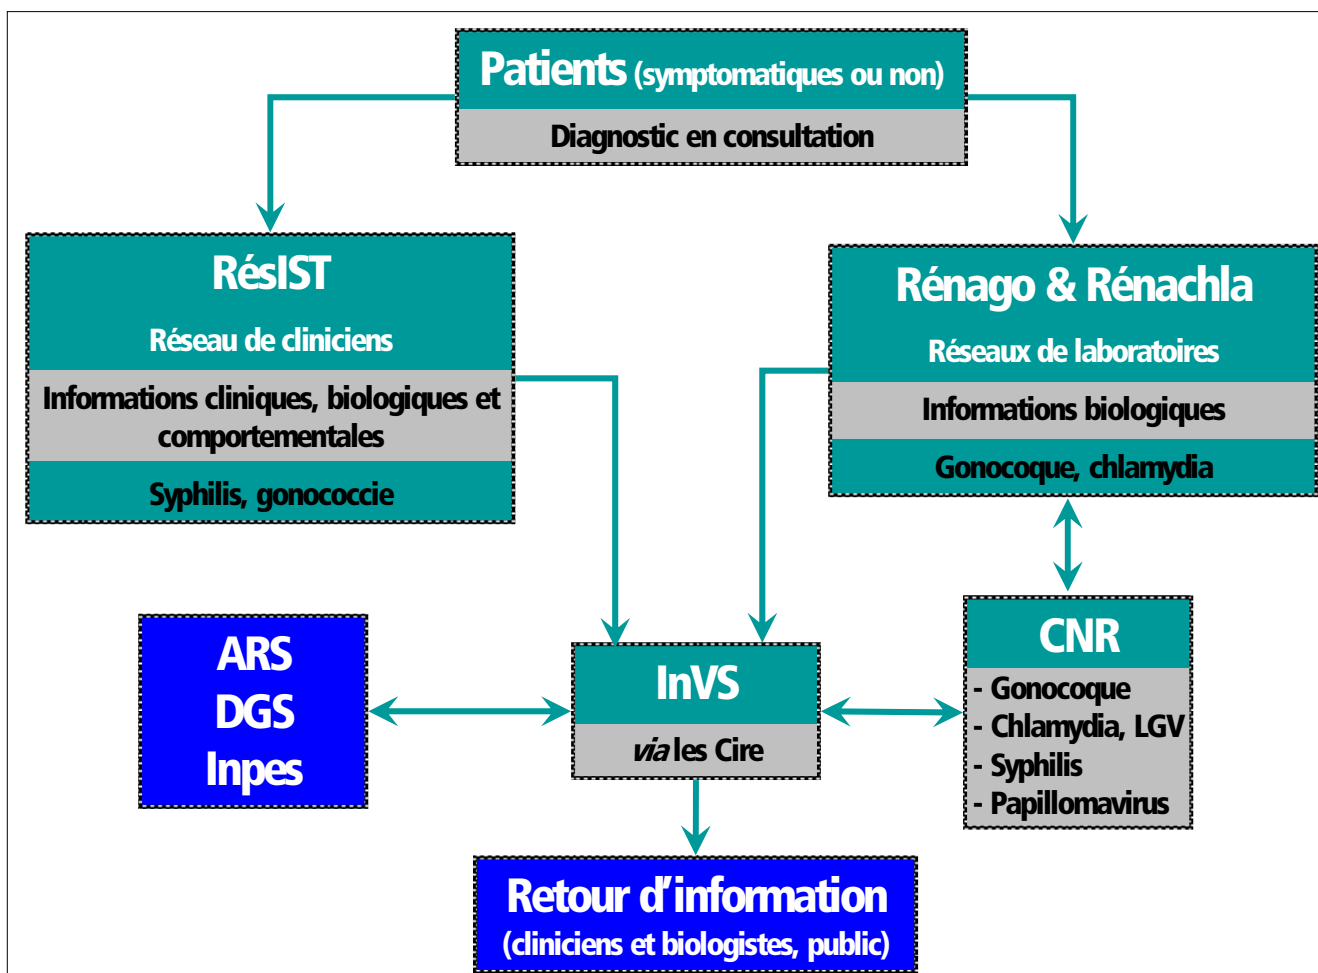 Patients (symptomatiques ou non)
Diagnostic en consultation
RésIST
Réseau de cliniciens
Informations cliniques, biologiques et
comportementales
Syphilis, gonococcie
Rénago & Rénachla
Réseaux de laboratoires
Informations biologiques
Gonocoque, chlamydia
ARS
DGS
Inpes
InVS
via les Cire
CNR
- Gonocoque
- Chlamydia, LGV
- Syphilis
- Papillomavirus
Retour d'information
(cliniciens et biologistes, public)